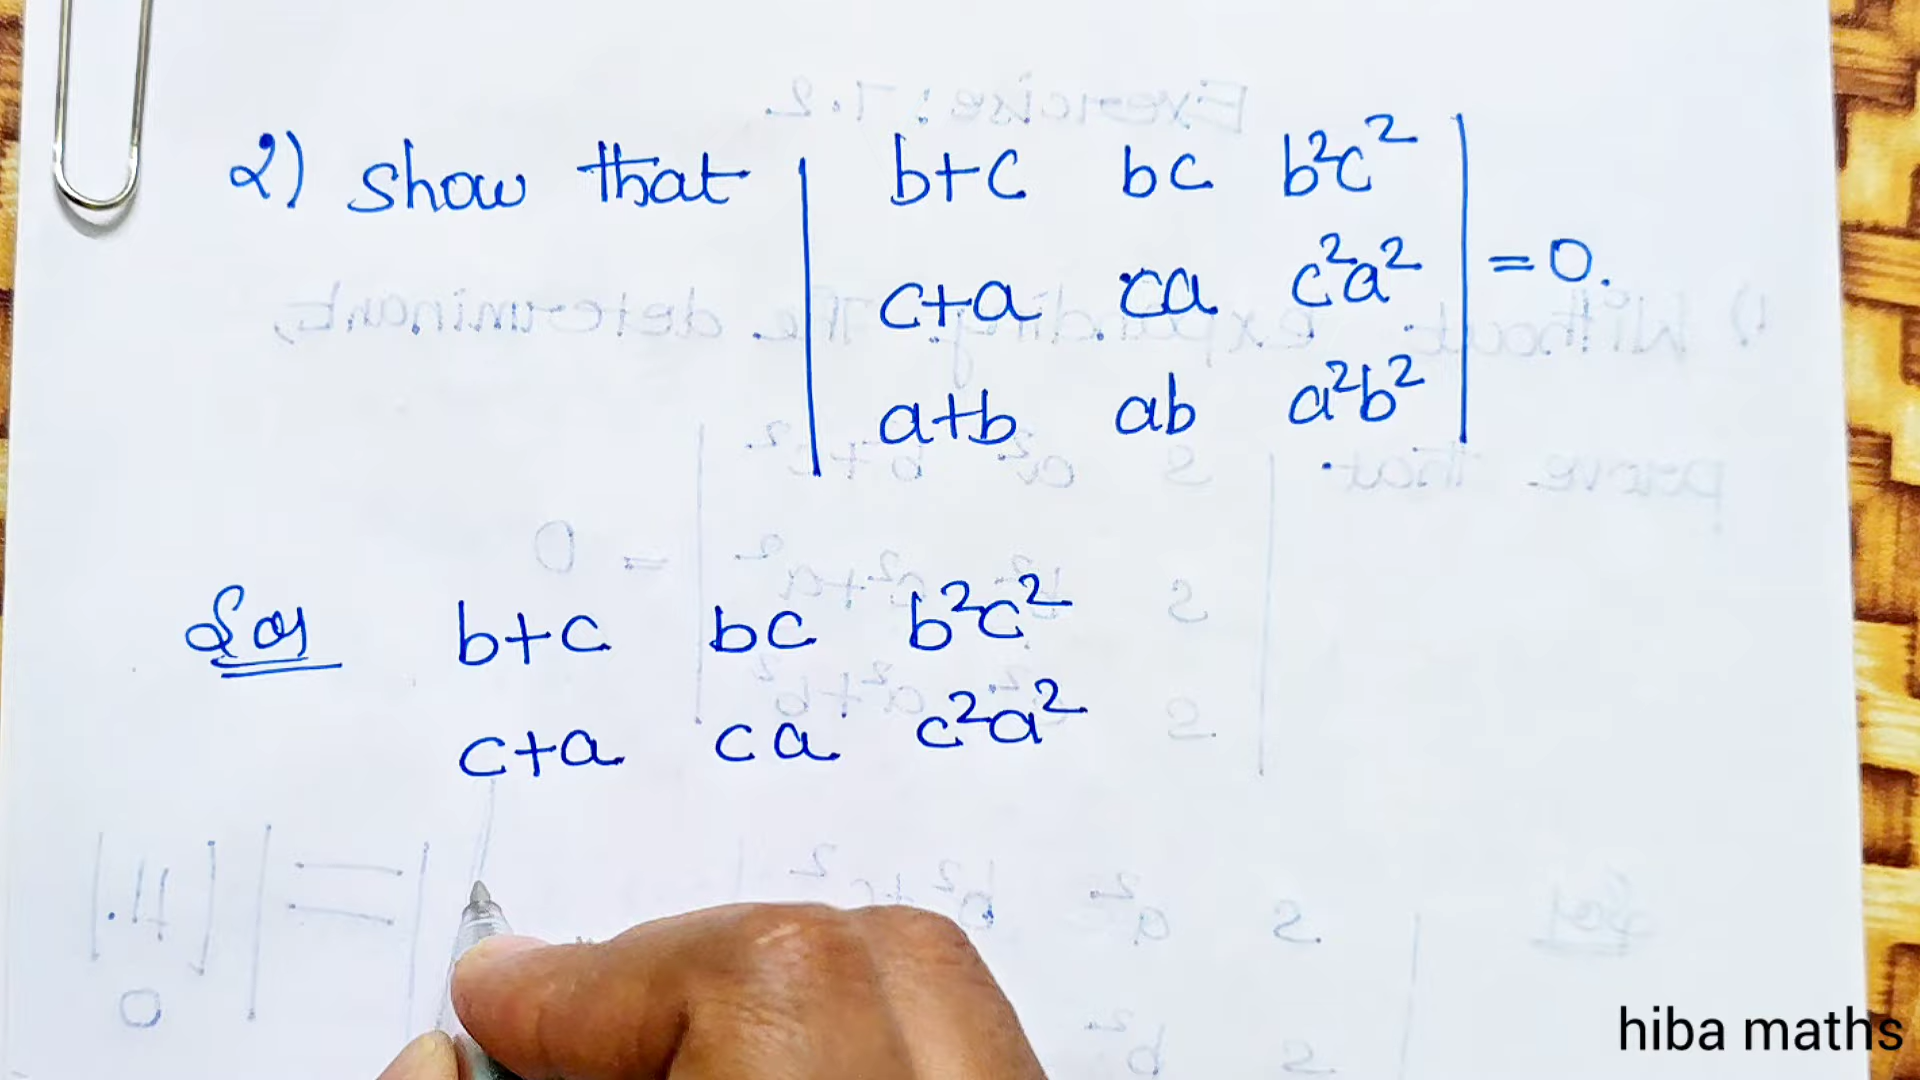 2) show that | b+c bc b²c² |
| c+a ca c²a² | = 0.
| a+b ab a²b² |
Sol b+c bc b²c²
c+a ca c²a²
hiba maths